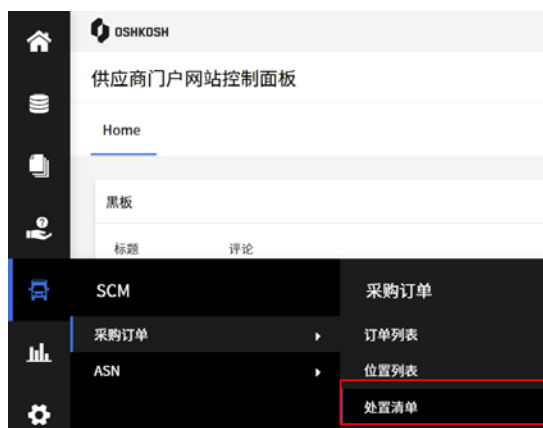 OSHKOSH
供应商门户网站控制面板
Home
黑板
标题 评论
SCM 采购订单
采购订单 订单列表
ASN 位置列表
处置清单